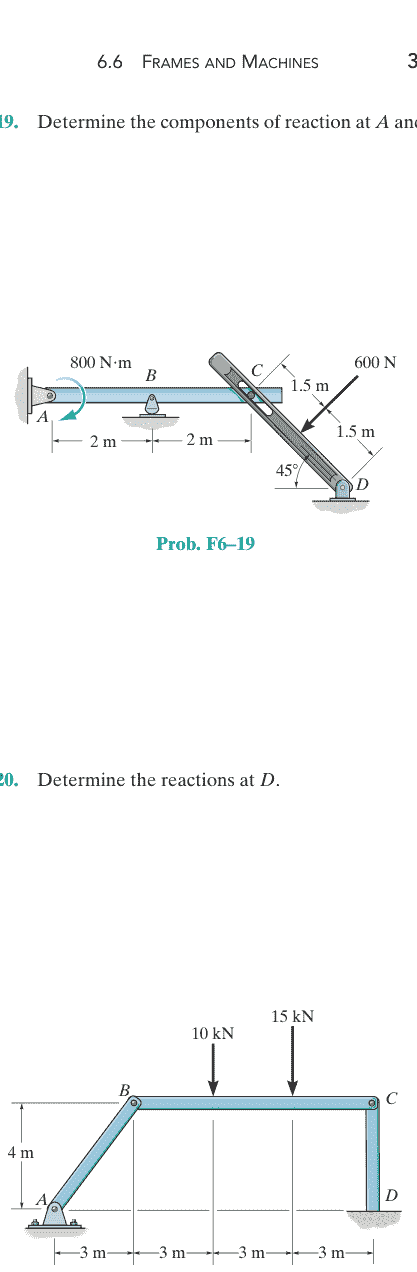 6.6 FRAMES AND MACHINES 3
19. Determine the components of reaction at A and
800 N·m
B
C
600 N
1.5 m
A
2 m
2 m
1.5 m
45°
D
Prob. F6–19
20. Determine the reactions at D.
15 kN
10 kN
B
C
4 m
A
D
3 m
3 m
3 m
3 m